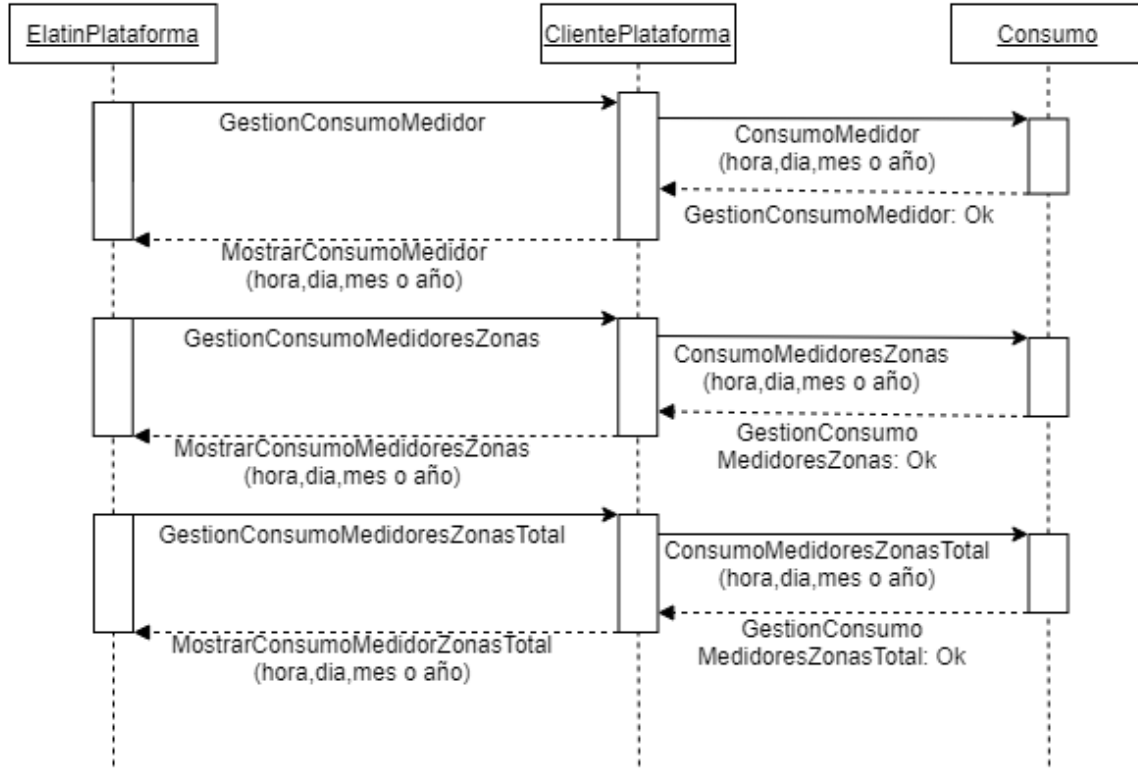 ElatinPlataforma
ClientePlataforma
Consumo
GestionConsumoMedidor
ConsumoMedidor
(hora,dia,mes o año)
GestionConsumoMedidor: Ok
MostrarConsumoMedidor
(hora,dia,mes o año)
GestionConsumoMedidoresZonas
ConsumoMedidoresZonas
(hora,dia,mes o año)
GestionConsumo
MedidoresZonas: Ok
MostrarConsumoMedidoresZonas
(hora,dia,mes o año)
GestionConsumoMedidoresZonasTotal
ConsumoMedidoresZonasTotal
(hora,dia,mes o año)
GestionConsumo
MedidoresZonasTotal: Ok
MostrarConsumoMedidorZonasTotal
(hora,dia,mes o año)